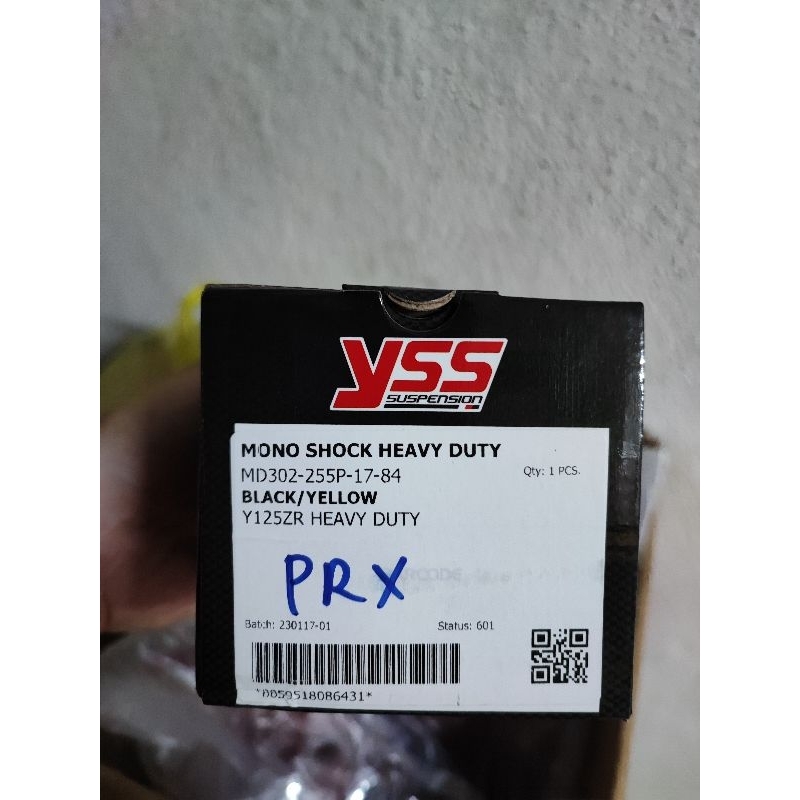 YSS
SUSPENSION
MONO SHOCK HEAVY DUTY
MD302-255P-17-84
Qty: 1 PCS.
BLACK/YELLOW
Y125ZR HEAVY DUTY
PRX
Batch: 230117-01
Status: 601
*0059518086431*